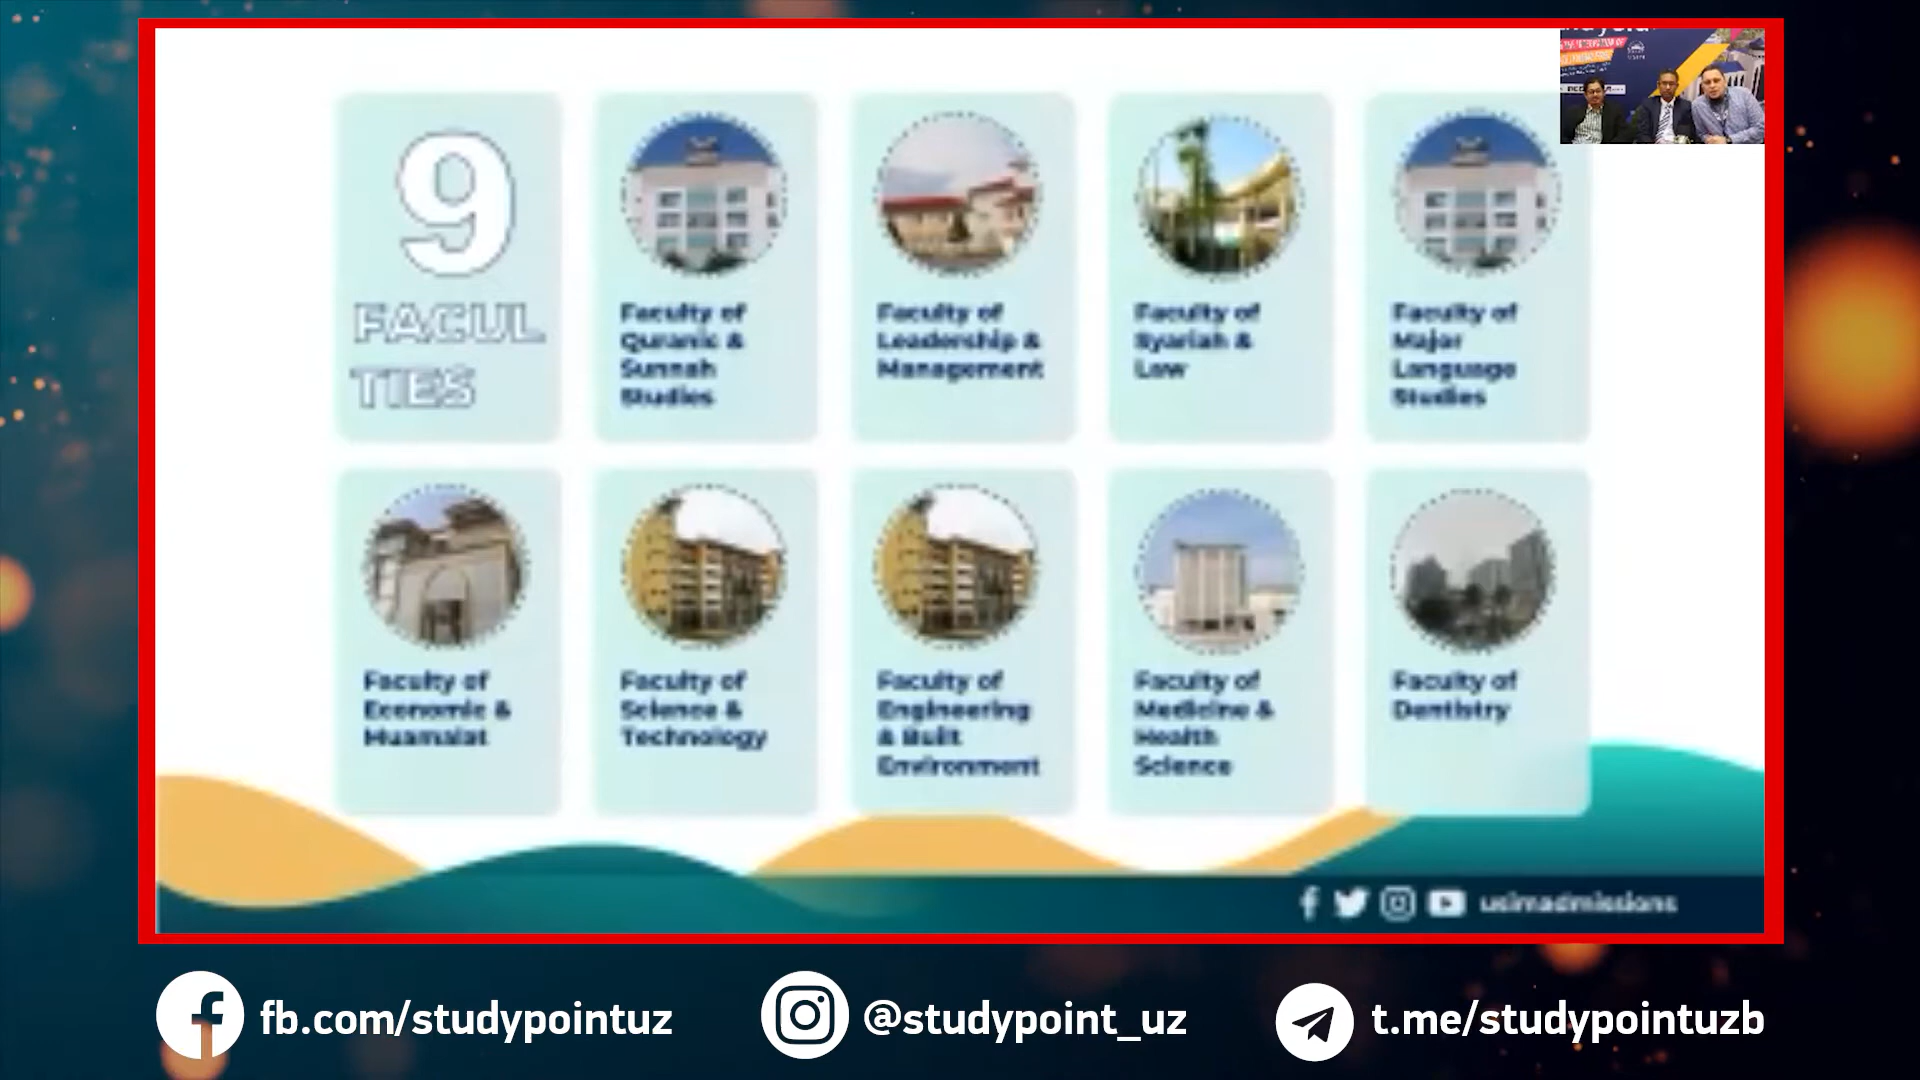 9
FACUL
TIES
Faculty of
Quranic &
Sunnah
Studies
Faculty of
Leadership &
Management
Faculty of
Syariah &
Law
Faculty of
Major
Language
Studies
Faculty of
Economic &
Muamalat
Faculty of
Science &
Technology
Faculty of
Engineering
& Built
Environment
Faculty of
Medicine &
Health
Science
Faculty of
Dentistry
usimadmissions
fb.com/studypointuz
@studypoint_uz
t.me/studypointuzb